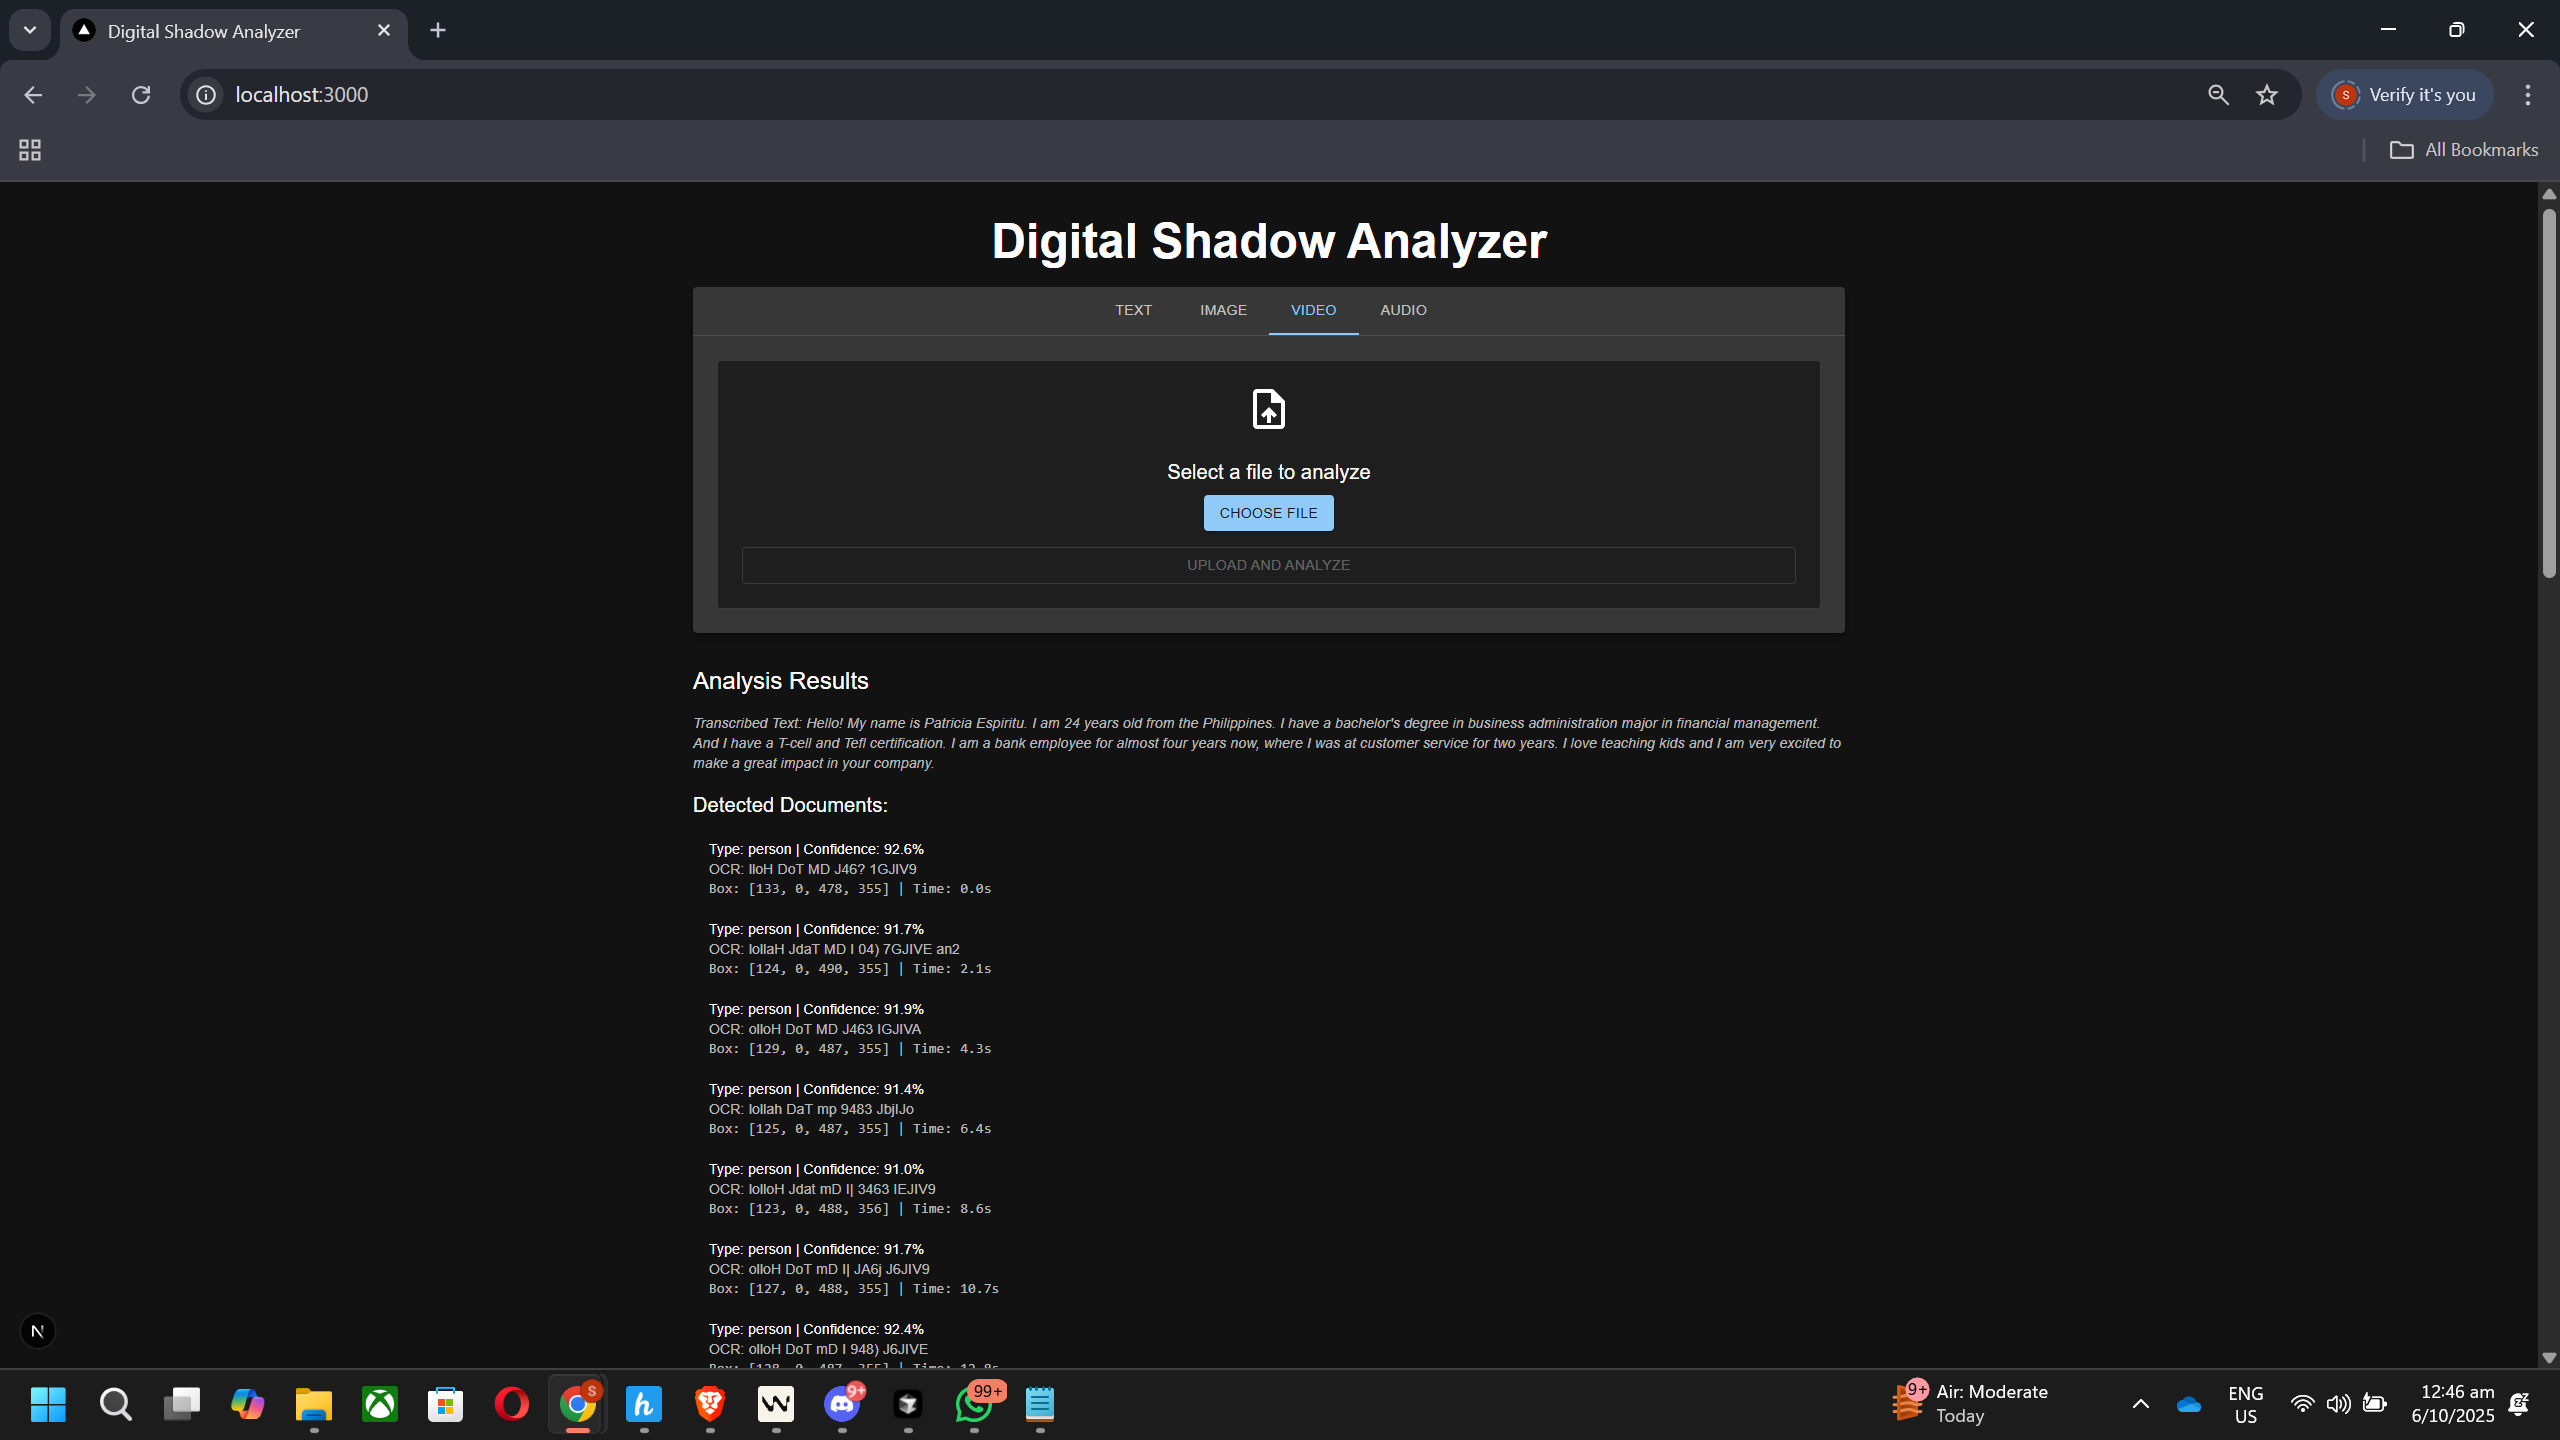 Digital Shadow Analyzer
localhost:3000
S
Verify it's you
All Bookmarks
Digital Shadow Analyzer
TEXT
IMAGE
VIDEO
AUDIO
Select a file to analyze
CHOOSE FILE
UPLOAD AND ANALYZE
Analysis Results
Transcribed Text: Hello! My name is Patricia Espiritu. I am 24 years old from the Philippines. I have a bachelor's degree in business administration major in financial management.
And I have a T-cell and Tefl certification. I am a bank employee for almost four years now, where I was at customer service for two years. I love teaching kids and I am very excited to
make a great impact in your company.
Detected Documents:
Type: person | Confidence: 92.6%
OCR: lloH DoT MD J46? 1GJIV9
Box: [133, 0, 478, 355] | Time: 0.0s
Type: person | Confidence: 91.7%
OCR: lollaH JdaT MD I 04) 7GJIVE an2
Box: [124, 0, 490, 355] | Time: 2.1s
Type: person | Confidence: 91.9%
OCR: olloH DoT MD J463 IGJIVA
Box: [129, 0, 487, 355] | Time: 4.3s
Type: person | Confidence: 91.4%
OCR: lollah DaT mp 9483 JbjlJo
Box: [125, 0, 487, 355] | Time: 6.4s
Type: person | Confidence: 91.0%
OCR: lolloH Jdat mD I| 3463 IEJIV9
Box: [123, 0, 488, 356] | Time: 8.6s
Type: person | Confidence: 91.7%
OCR: olloH DoT mD I| JA6j J6JIV9
Box: [127, 0, 488, 355] | Time: 10.7s
Type: person | Confidence: 92.4%
OCR: olloH DoT mD I 948) J6JIVE
Box: [128, 0, 487, 355] | Time: 12.8s
N
S
h
9+
99+
9+
Air: Moderate
Today
ENG
US
12:46 am
6/10/2025